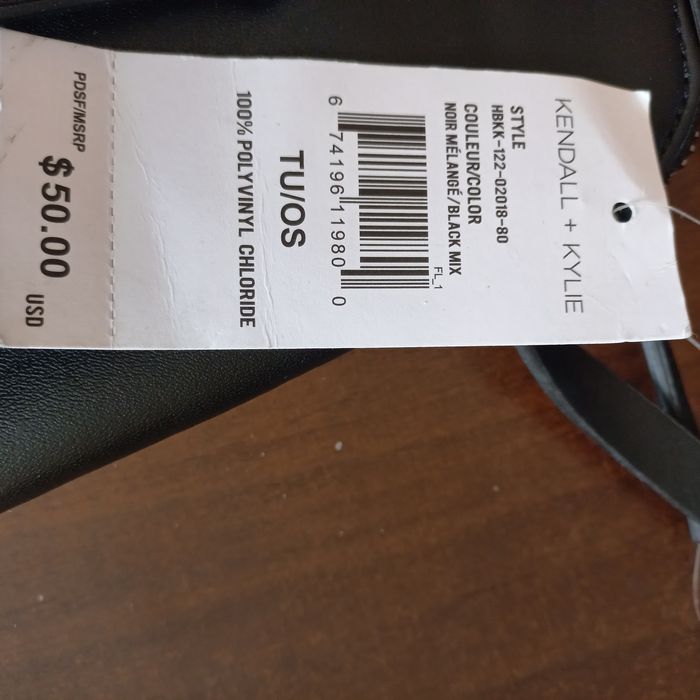 KENDALL + KYLIE
STYLE
HBKK-122-02018-80
COULEUR/COLOR
NOIR MÉLANGÉ/BLACK MIX
FL_1
6 74196 11980 0
TU/OS
100% POLYVINYL CHLORIDE
PDSF/MSRP
$50.00 USD